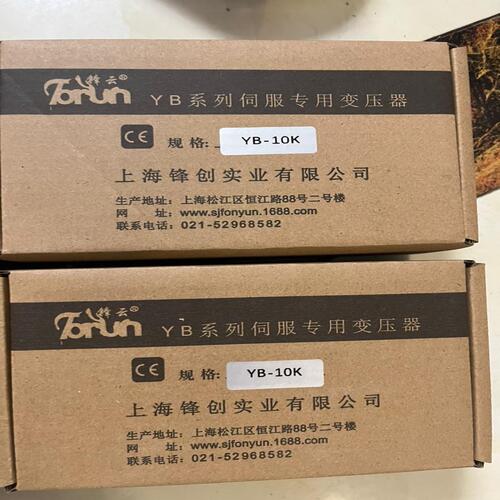 锋云®
Forun YB系列伺服专用变压器
CE 规格: YB-10K
上海锋创实业有限公司
生产地址: 上海松江区恒江路88号二号楼
网 址: www.sjfonyun.1688.com
联系电话: 021-52968582
锋云®
Forun YB系列伺服专用变压器
CE 规格: YB-10K
上海锋创实业有限公司
生产地址: 上海松江区恒江路88号二号楼
网 址: www.sjfonyun.1688.com
联系电话: 021-52968582